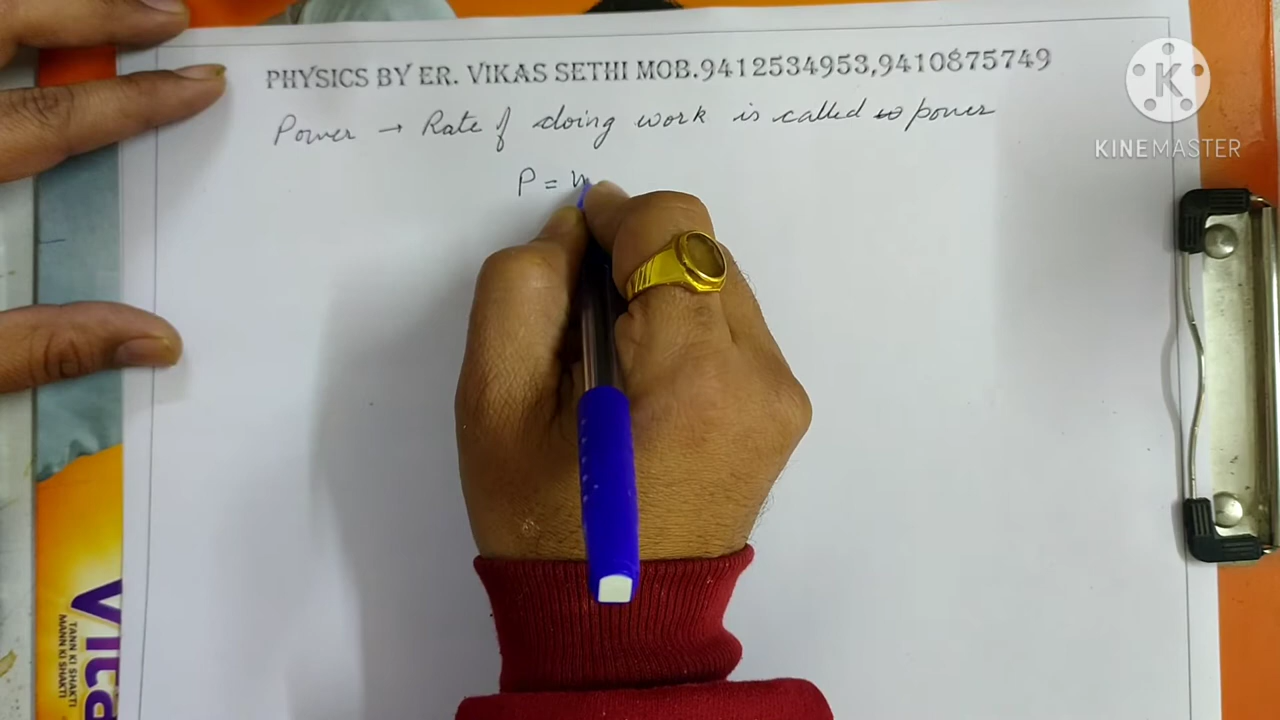 PHYSICS BY ER. VIKAS SETHI MOB.9412534953,9410875749
Power → Rate of doing work is called power
P = W
KINEMASTER
Vita
TANN KI SHAKTI
MANN KI SHAKTI